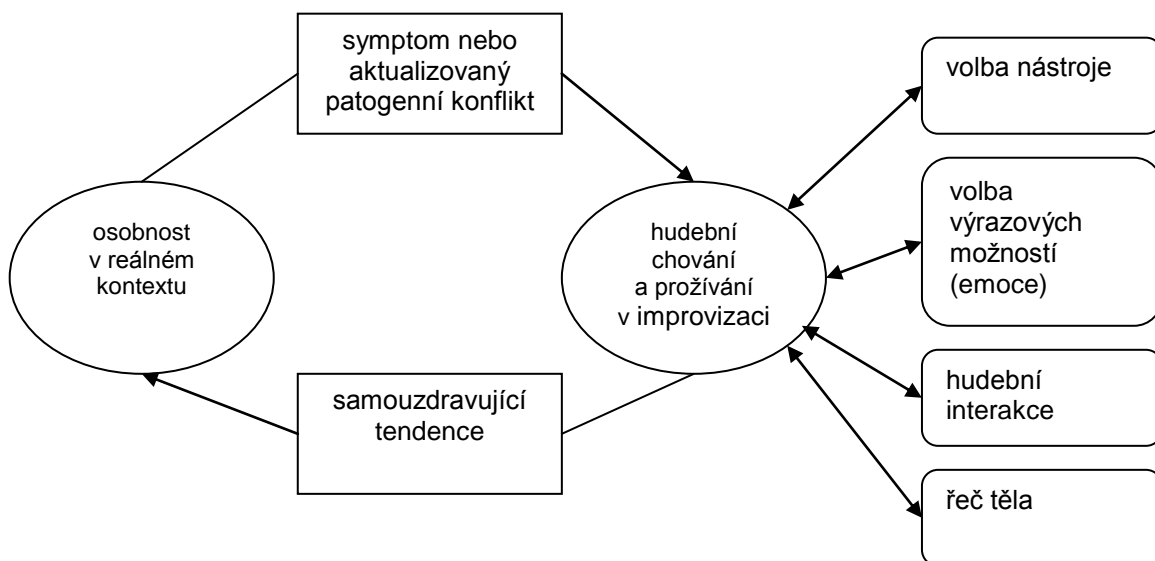 symptom nebo
aktualizovaný
patogenní konflikt
volba nástroje
osobnost
v reálném
kontextu
hudební
chování
a prožívání
v improvizaci
volba
výrazových
možností
(emoce)
samouzdravující
tendence
hudební
interakce
řeč těla